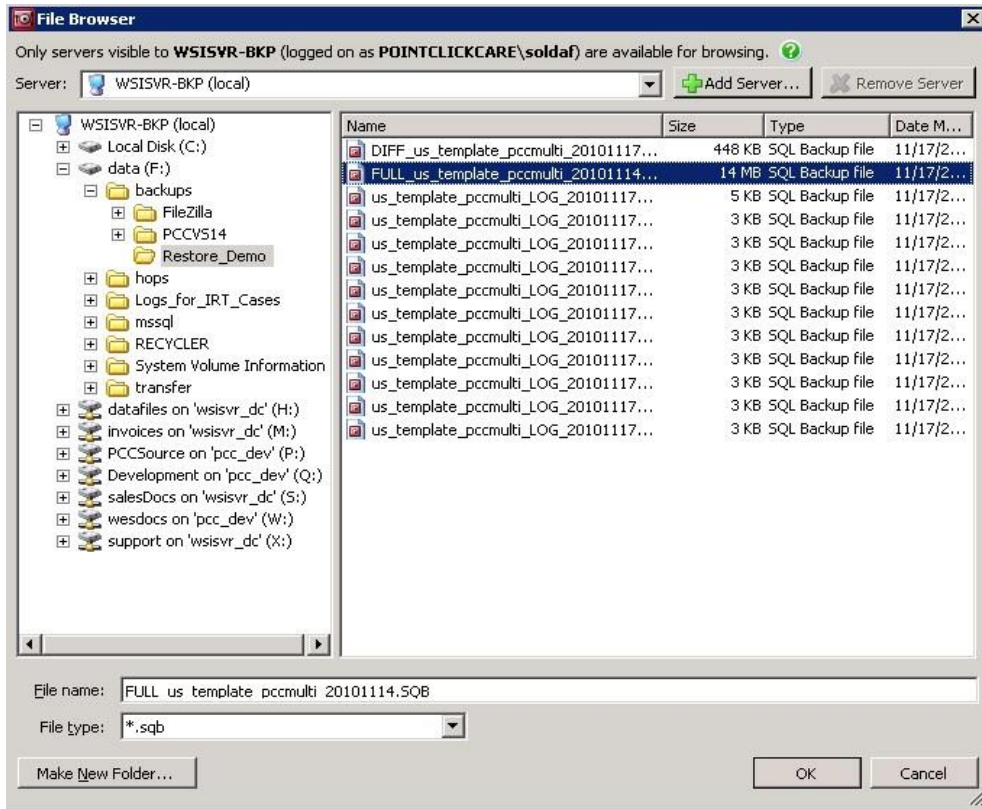 File Browser
Only servers visible to WSISVR-BKP (logged on as POINTCLICKCARE\soldaf) are available for browsing.
Server: WSISVR-BKP (local) Add Server... Remove Server
WSISVR-BKP (local)
Local Disk (C:)
data (F:)
backups
FileZilla
PCCVS14
Restore_Demo
hops
Logs_for_IRT_Cases
mssql
RECYCLER
System Volume Information
transfer
datafiles on 'wsisvr_dc' (H:)
invoices on 'wsisvr_dc' (M:)
PCCSource on 'pcc_dev' (P:)
Development on 'pcc_dev' (Q:)
salesDocs on 'wsisvr_dc' (S:)
wesdocs on 'pcc_dev' (W:)
support on 'wsisvr_dc' (X:)
Name Size Type Date M...
DIFF_us_template_pccmulti_20101117... 448 KB SQL Backup file 11/17/2...
FULL_us_template_pccmulti_20101114... 14 MB SQL Backup file 11/17/2...
us_template_pccmulti_LOG_20101117... 5 KB SQL Backup file 11/17/2...
us_template_pccmulti_LOG_20101117... 3 KB SQL Backup file 11/17/2...
us_template_pccmulti_LOG_20101117... 3 KB SQL Backup file 11/17/2...
us_template_pccmulti_LOG_20101117... 3 KB SQL Backup file 11/17/2...
us_template_pccmulti_LOG_20101117... 3 KB SQL Backup file 11/17/2...
us_template_pccmulti_LOG_20101117... 3 KB SQL Backup file 11/17/2...
us_template_pccmulti_LOG_20101117... 3 KB SQL Backup file 11/17/2...
us_template_pccmulti_LOG_20101117... 3 KB SQL Backup file 11/17/2...
us_template_pccmulti_LOG_20101117... 3 KB SQL Backup file 11/17/2...
us_template_pccmulti_LOG_20101117... 3 KB SQL Backup file 11/17/2...
us_template_pccmulti_LOG_20101117... 3 KB SQL Backup file 11/17/2...
File name: FULL_us_template_pccmulti_20101114.SQB
File type: *.sqb
Make New Folder... OK Cancel